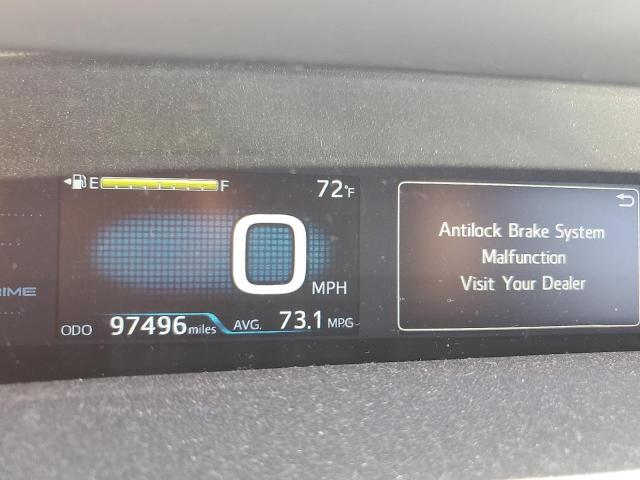 E F 72°F
Antilock Brake System
Malfunction
Visit Your Dealer
0 MPH
RIME
ODO 97496 miles AVG. 73.1 MPG